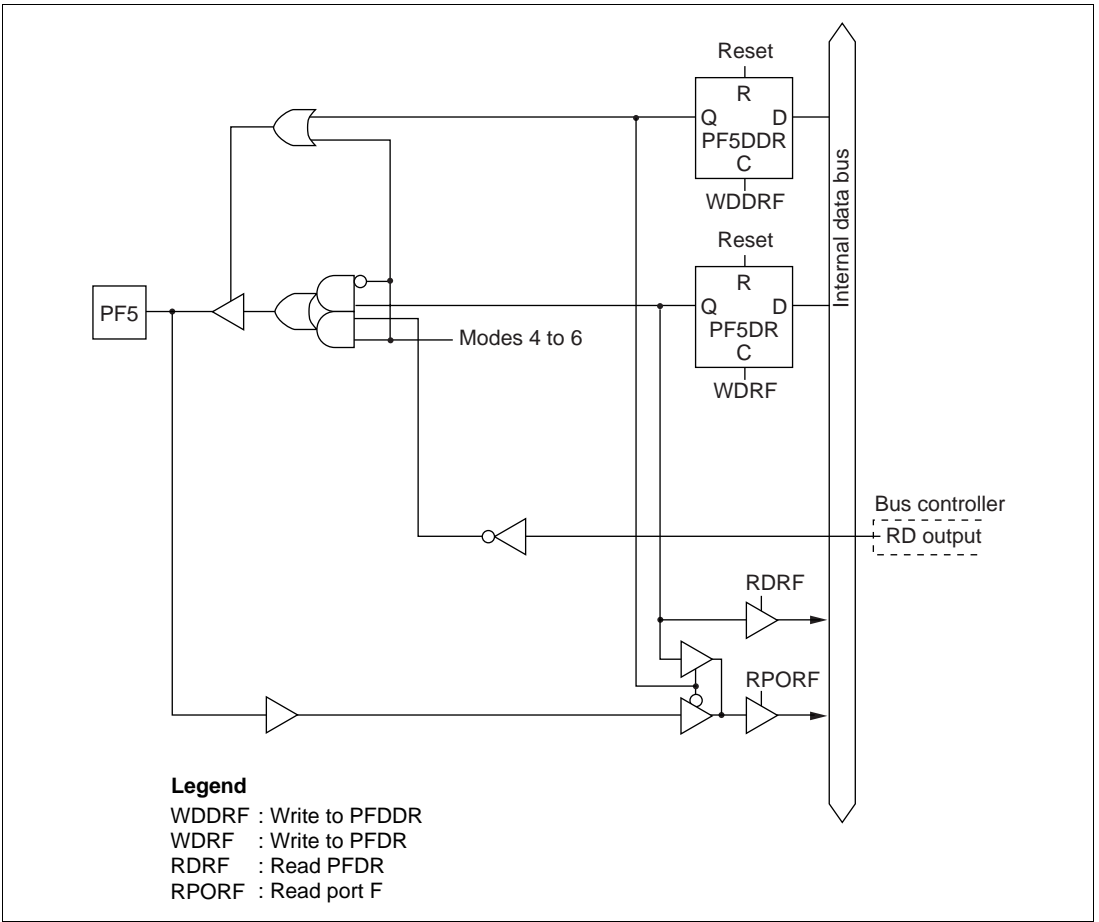 Reset
R
Q D
PF5DDR
C
WDDRF
Internal data bus
Reset
R
Q D
PF5DR
C
WDRF
PF5
Modes 4 to 6
Bus controller
RD output
RDRF
RPORF
Legend
WDDRF : Write to PFDDR
WDRF : Write to PFDR
RDRF : Read PFDR
RPORF : Read port F